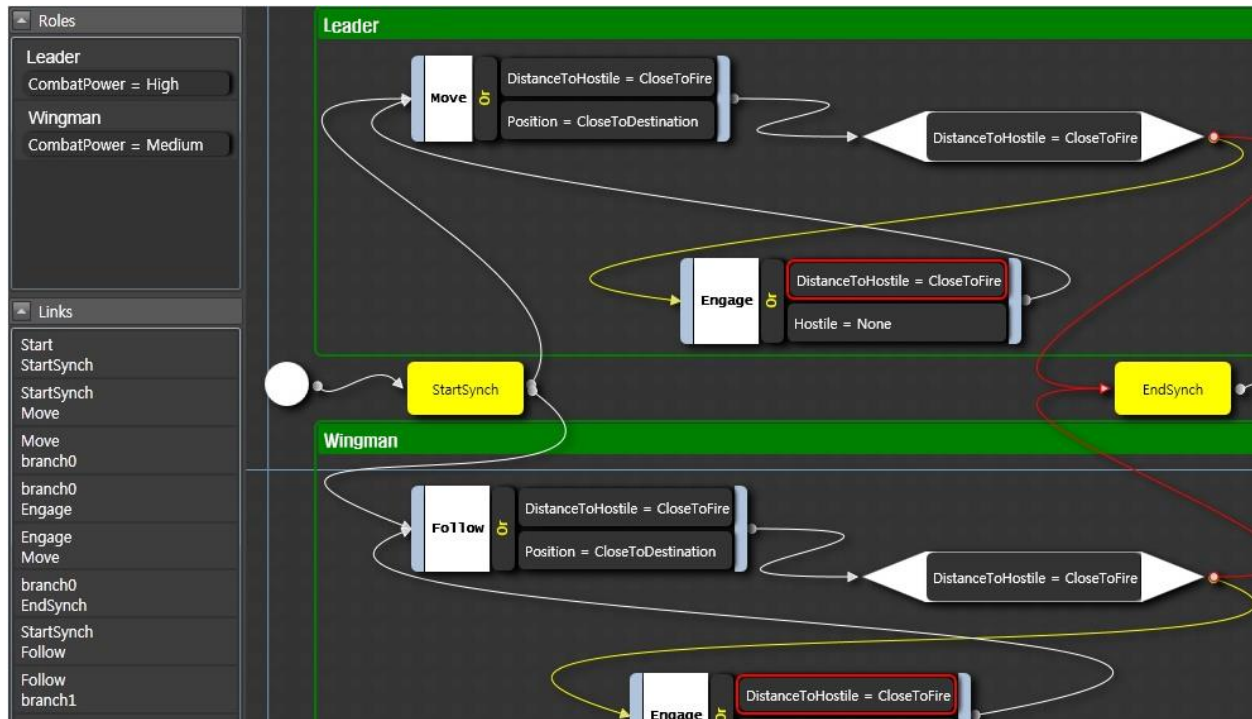 Roles
Leader
CombatPower = High
Wingman
CombatPower = Medium
Links
Start
StartSynch
StartSynch
Move
Move
branch0
branch0
Engage
Engage
Move
branch0
EndSynch
StartSynch
Follow
Follow
branch1
Leader
Move
Or
DistanceToHostile = CloseToFire
Position = CloseToDestination
DistanceToHostile = CloseToFire
Engage
Or
DistanceToHostile = CloseToFire
Hostile = None
StartSynch
EndSynch
Wingman
Follow
Or
DistanceToHostile = CloseToFire
Position = CloseToDestination
DistanceToHostile = CloseToFire
Engage
Or
DistanceToHostile = CloseToFire